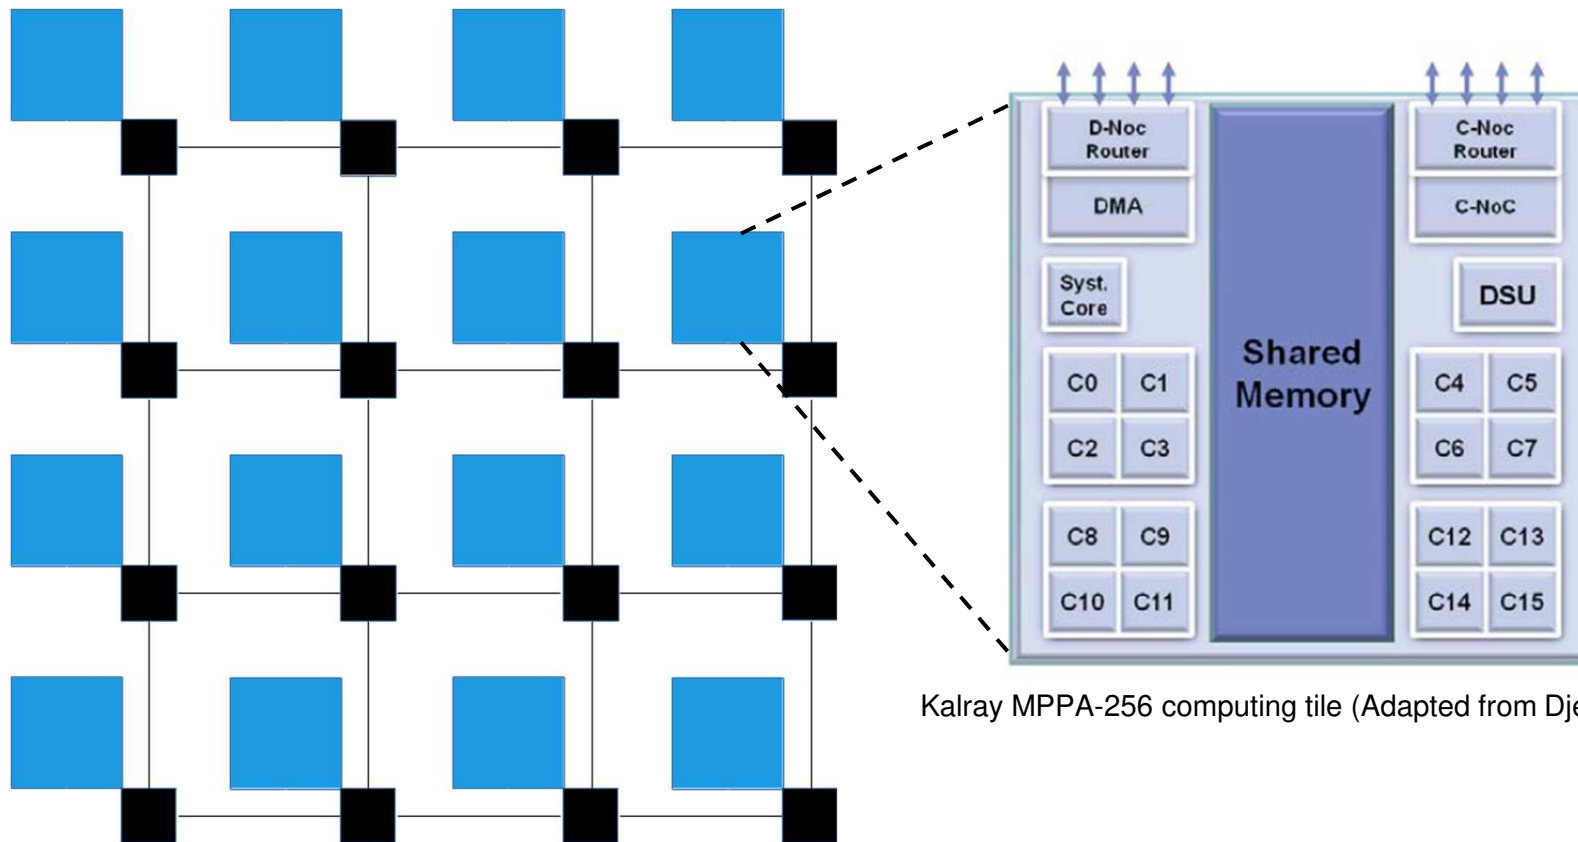 D-Noc
Router
DMA
Syst.
Core
C0 C1
C2 C3
C8 C9
C10 C11
Shared
Memory
C-Noc
Router
C-NoC
DSU
C4 C5
C6 C7
C12 C13
C14 C15
Kalray MPPA-256 computing tile (Adapted from